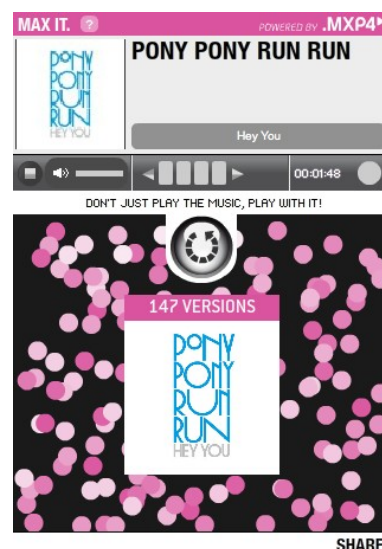 MAX IT. ?
POWERED BY .MXP4
PONY
PONY
RUN
RUN
HEY YOU
PONY PONY RUN RUN
Hey You
00:01:48
DON'T JUST PLAY THE MUSIC, PLAY WITH IT!
147 VERSIONS
PONY
PONY
RUN
RUN
HEY YOU
SHARE